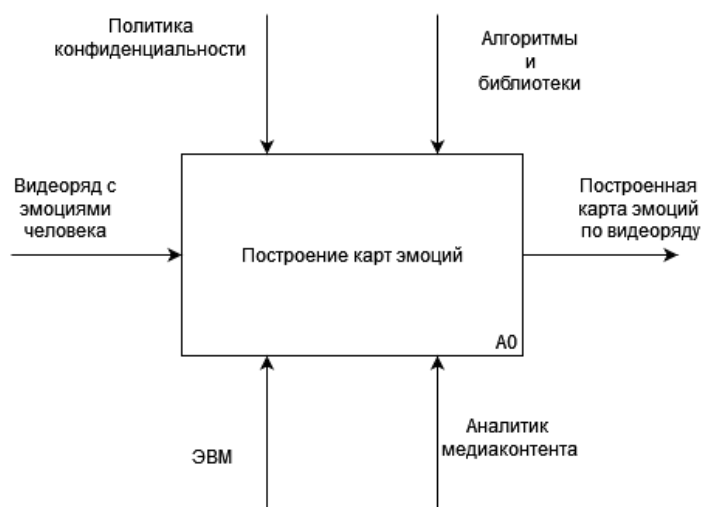 Политика
конфиденциальности
Алгоритмы
и
библиотеки
Видеоряд с
эмоциями
человека
Построение карт эмоций
Построенная
карта эмоций
по видеоряду
A0
ЭВМ
Аналитик
медиаконтента